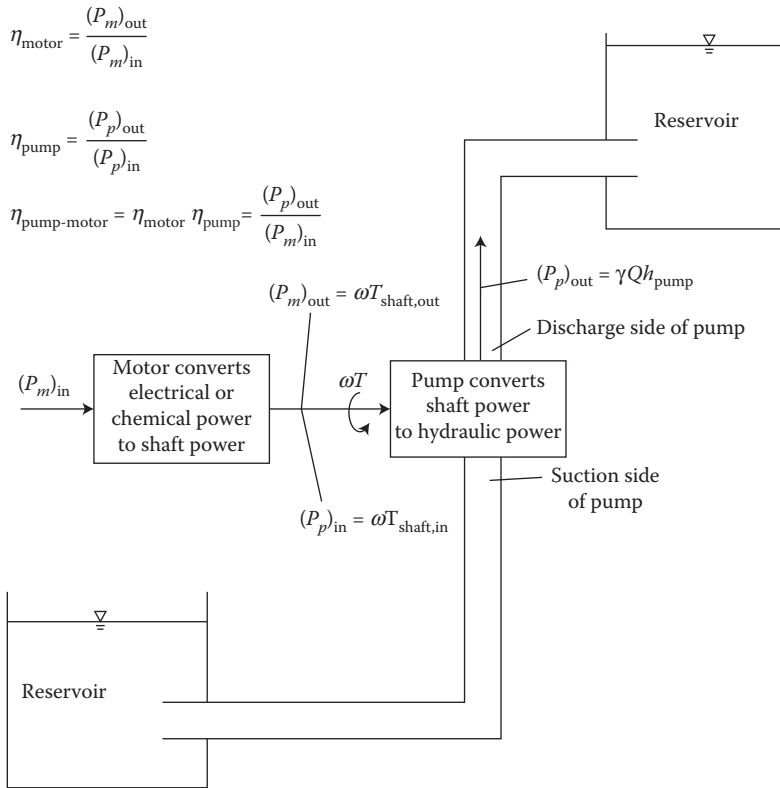 η_motor = (P_m)_out / (P_m)_in
η_pump = (P_p)_out / (P_p)_in
η_pump-motor = η_motor η_pump = (P_p)_out / (P_m)_in
Reservoir
(P_m)_out = ωT_shaft,out
(P_p)_out = γQh_pump
Discharge side of pump
(P_m)_in
Motor converts
electrical or
chemical power
to shaft power
ωT
Pump converts
shaft power
to hydraulic power
Suction side
of pump
(P_p)_in = ωT_shaft,in
Reservoir